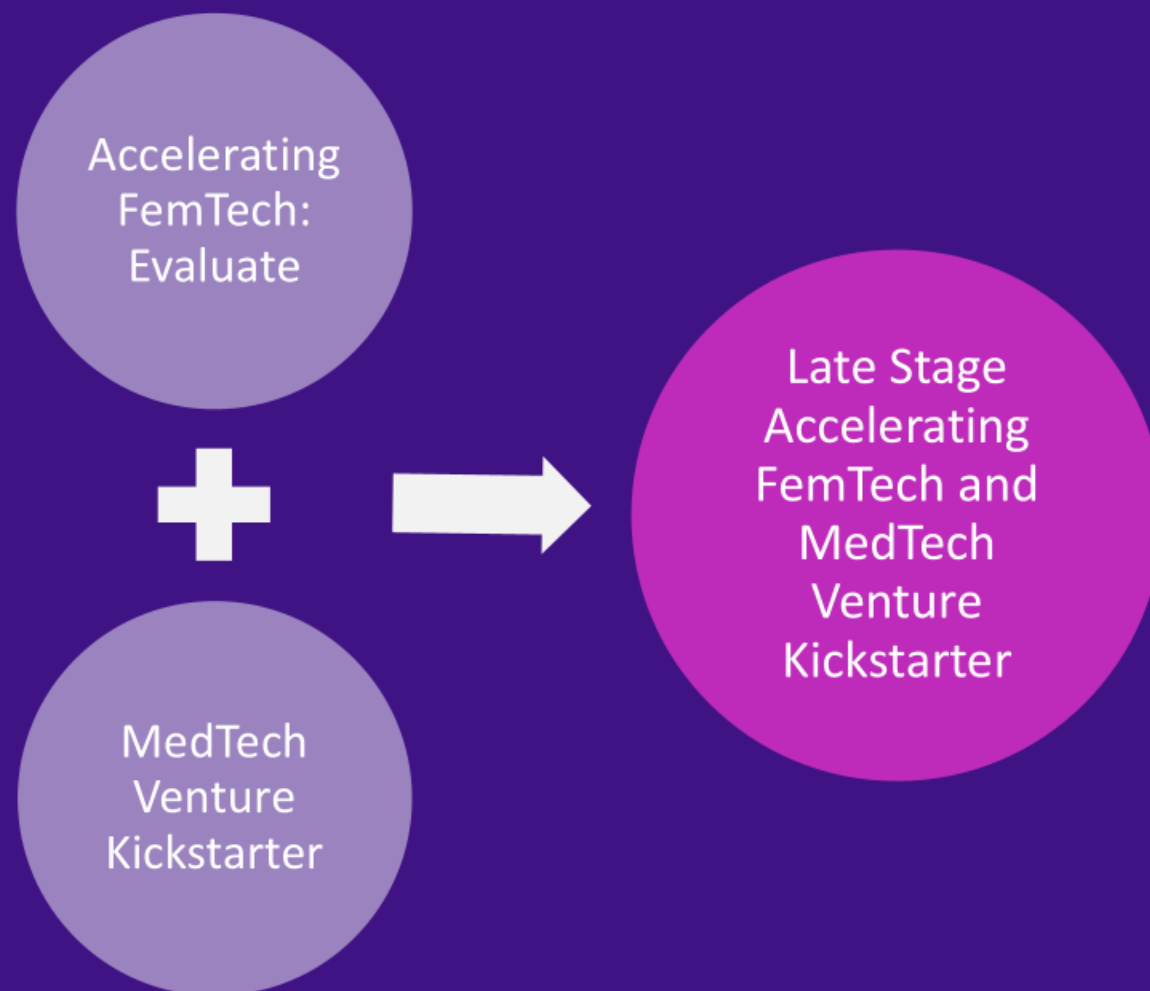 Accelerating
FemTech:
Evaluate
MedTech
Venture
Kickstarter
Late Stage
Accelerating
FemTech and
MedTech
Venture
Kickstarter